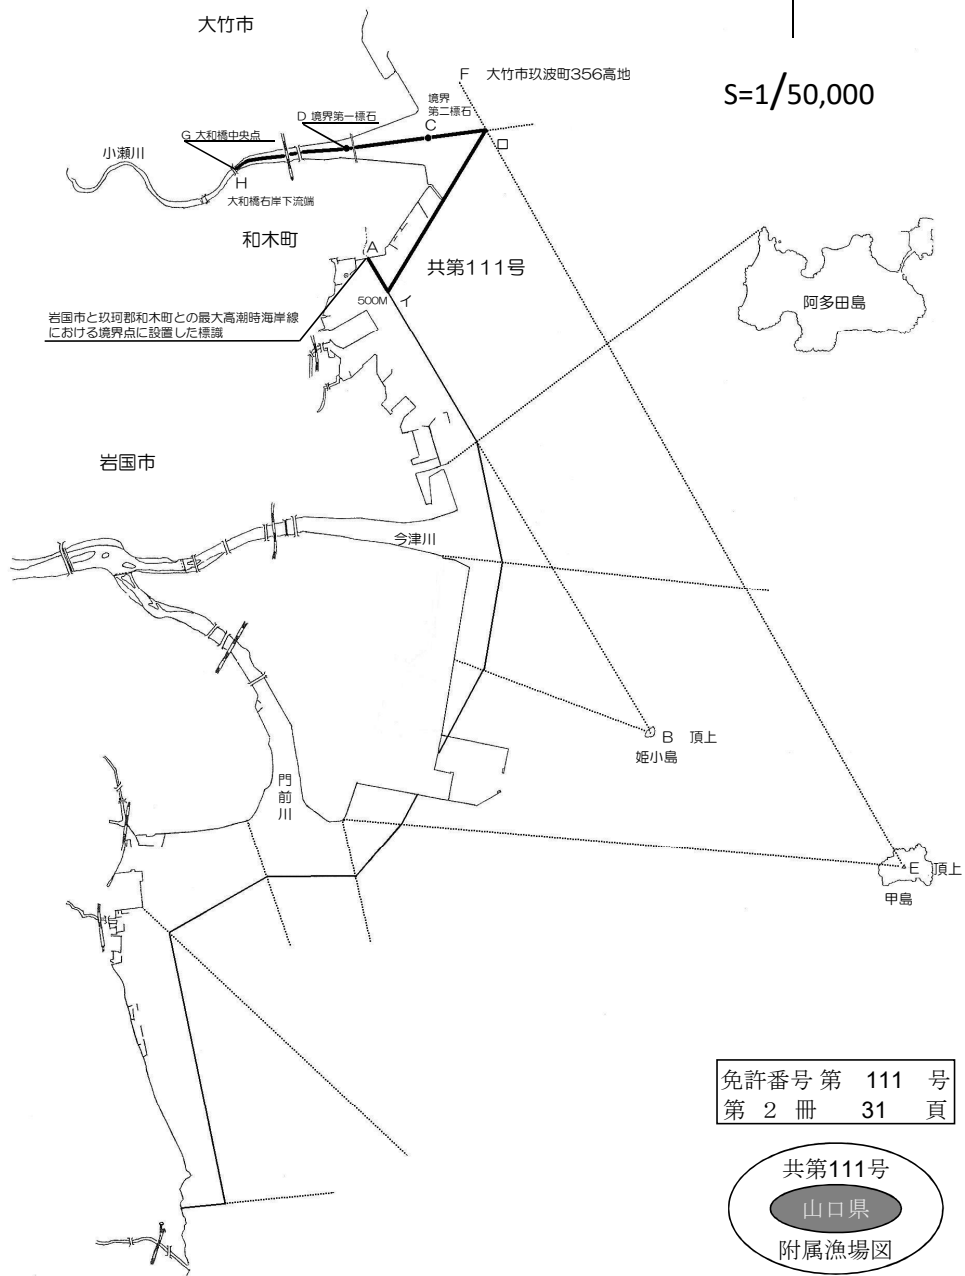 大竹市
F 大竹市玖波町356高地
S=1/50,000
境界
第二標石
C
D 境界第一標石
G 大和橋中央点
ロ
小瀬川
H
大和橋右岸下流端
和木町
A
共第111号
500M イ
岩国市と玖珂郡和木町との最大高潮時海岸線
における境界点に設置した標識
阿多田島
岩国市
今津川
B 頂上
姫小島
門前川
E 頂上
甲島
免許番号 第 111 号
第 2 冊 31 頁
共第111号
山口県
附属漁場図